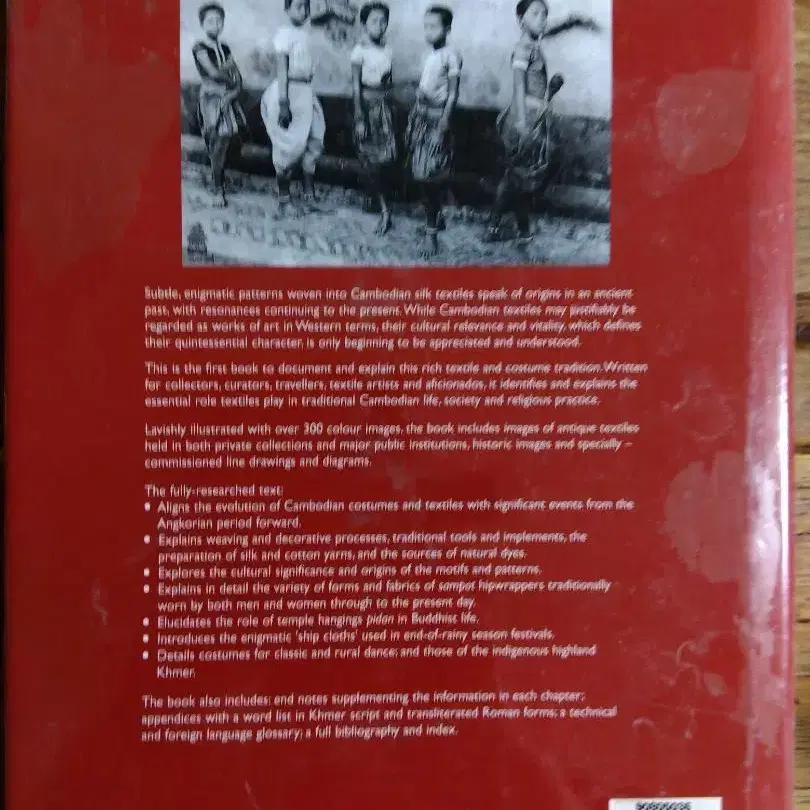 Subtle, enigmatic patterns woven into Cambodian silk textiles speak of origins in an ancient
past, with resonances continuing to the present. While Cambodian textiles may justifiably be
regarded as works of art in Western terms, their cultural relevance and vitality, which defines
their quintessential character, is only beginning to be appreciated and understood.
This is the first book to document and explain this rich textile and costume tradition. Written
for collectors, curators, travellers, textile artists and aficionados, it identifies and explains the
essential role textiles play in traditional Cambodian life, society and religious practice.
Lavishly illustrated with over 300 colour images, the book includes images of antique textiles
held in both private collections and major public institutions, historic images and specially –
commissioned line drawings and diagrams.
The fully-researched text:
• Aligns the evolution of Cambodian costumes and textiles with significant events from the
Angkorian period forward.
• Explains weaving and decorative processes, traditional tools and implements, the
preparation of silk and cotton yarns, and the sources of natural dyes.
• Explores the cultural significance and origins of the motifs and patterns.
• Explains in detail the variety of forms and fabrics of sampot hipwrappers traditionally
worn by both men and women through to the present day.
• Elucidates the role of temple hangings pidan in Buddhist life.
• Introduces the enigmatic 'ship cloths' used in end-of-rainy season festivals.
• Details costumes for classic and rural dance; and those of the indigenous highland
Khmer.
The book also includes: end notes supplementing the information in each chapter;
appendices with a word list in Khmer script and transliterated Roman forms; a technical
and foreign language glossary; a full bibliography and index.